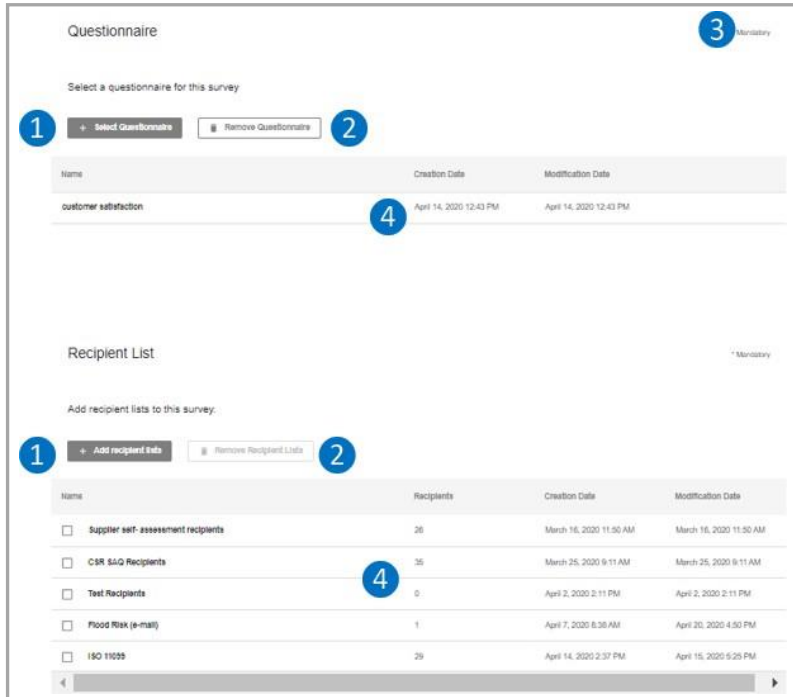 Questionnaire
3 Mandatory
Select a questionnaire for this survey
1 + Select Questionnaire Remove Questionnaire 2
Name Creation Date Modification Date
customer satisfaction 4 April 14, 2020 12:43 PM April 14, 2020 12:43 PM
Recipient List
* Mandatory
Add recipient lists to this survey.
1 + Add recipient lists Remove Recipient Lists 2
Name Recipients Creation Date Modification Date
Supplier self- assessment recipients 26 March 16, 2020 11:50 AM March 16, 2020 11:50 AM
CSR SAQ Recipients 35 March 25, 2020 9:11 AM March 25, 2020 9:11 AM
4
Test Recipients 0 April 2, 2020 2:11 PM April 2, 2020 2:11 PM
Flood Risk (e-mail) 1 April 7, 2020 8:38 AM April 20, 2020 4:50 PM
ISO 11099 29 April 14, 2020 2:37 PM April 15, 2020 5:25 PM